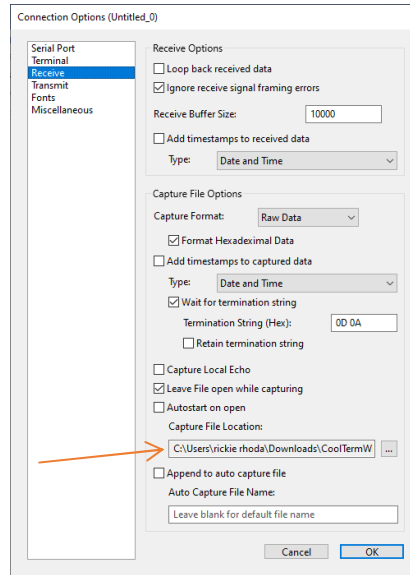 Connection Options (Untitled_0)
Serial Port
Terminal
Receive
Transmit
Fonts
Miscellaneous
Receive Options
Loop back received data
Ignore receive signal framing errors
Receive Buffer Size: 10000
Add timestamps to received data
Type: Date and Time
Capture File Options
Capture Format: Raw Data
Format Hexadeximal Data
Add timestamps to captured data
Type: Date and Time
Wait for termination string
Termination String (Hex): 0D 0A
Retain termination string
Capture Local Echo
Leave File open while capturing
Autostart on open
Capture File Location:
C:\Users\rickie rhoda\Downloads\CoolTermW ...
Append to auto capture file
Auto Capture File Name:
Leave blank for default file name
Cancel OK